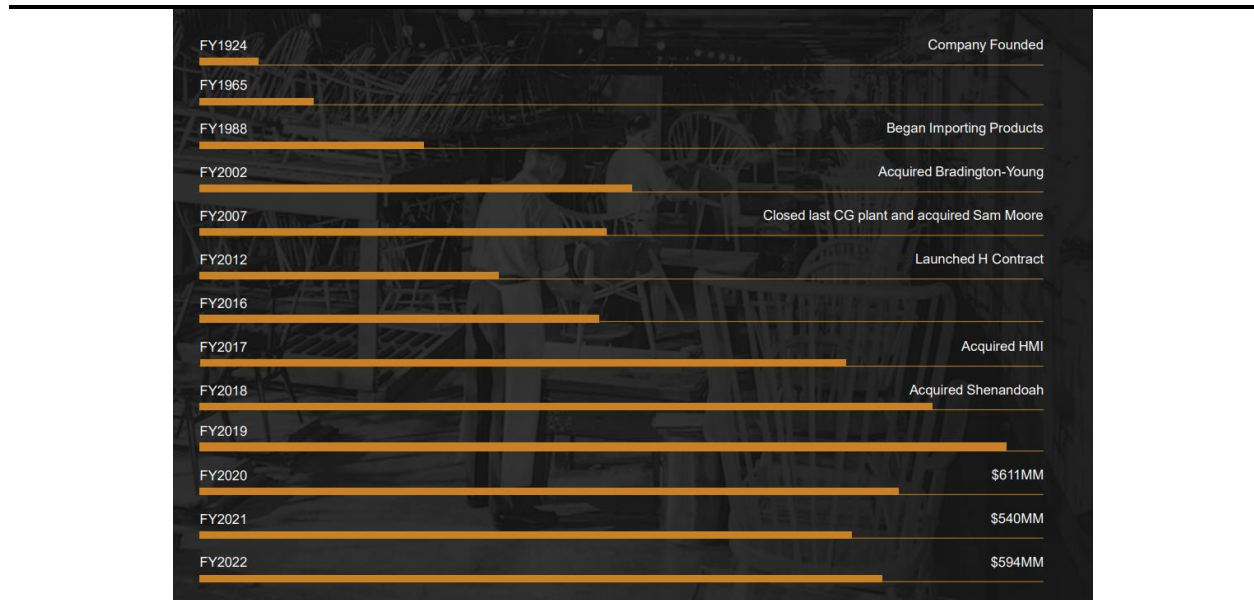 FY1924 Company Founded
FY1965
FY1988 Began Importing Products
FY2002 Acquired Bradington-Young
FY2007 Closed last CG plant and acquired Sam Moore
FY2012 Launched H Contract
FY2016
FY2017 Acquired HMI
FY2018 Acquired Shenandoah
FY2019
FY2020 $611MM
FY2021 $540MM
FY2022 $594MM